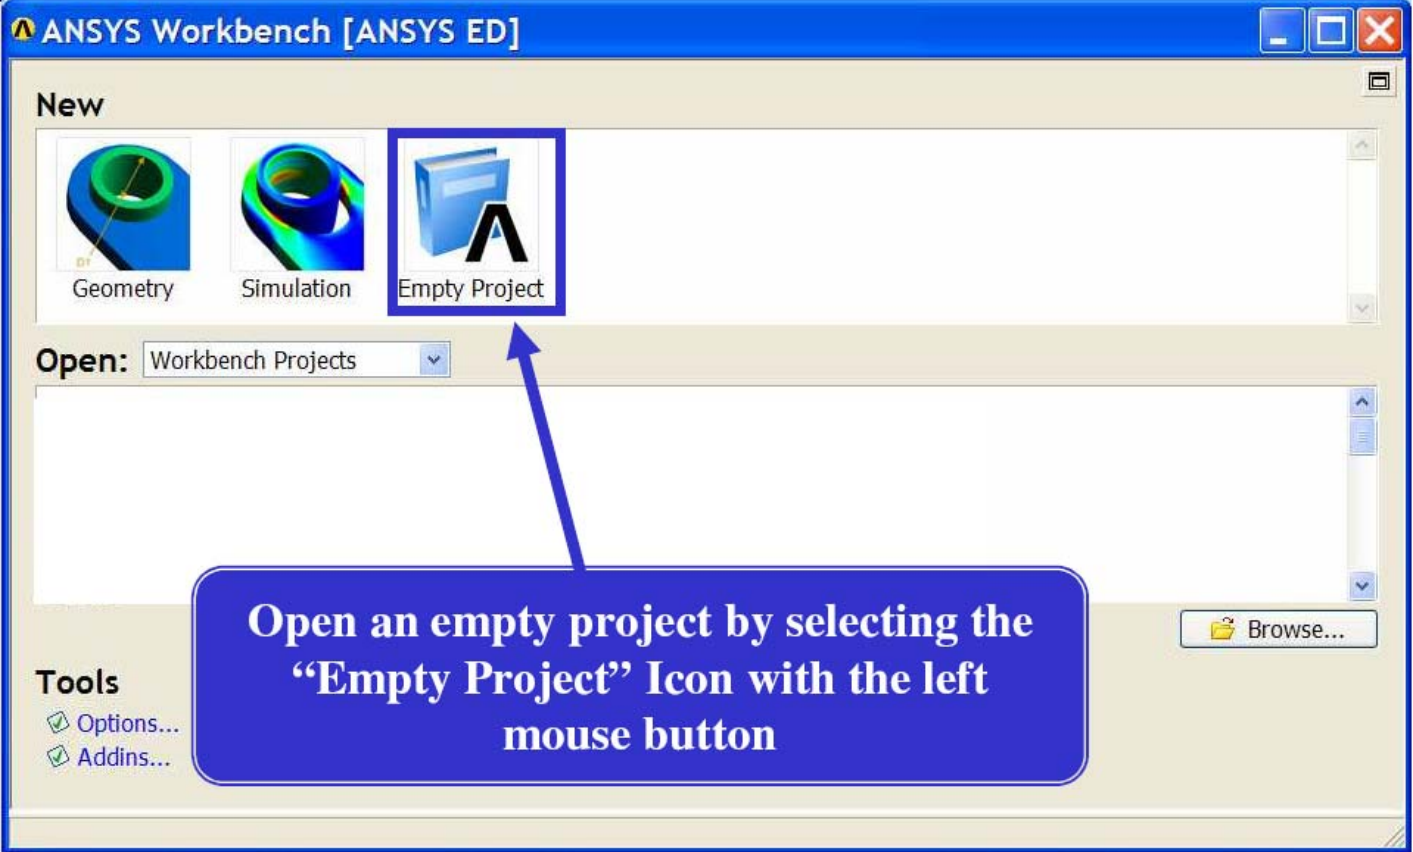 ANSYS Workbench [ANSYS ED]
New
D1
Geometry
Simulation
Empty Project
Open:
Workbench Projects
Open an empty project by selecting the
“Empty Project” Icon with the left
mouse button
Browse...
Tools
Options...
Addins...